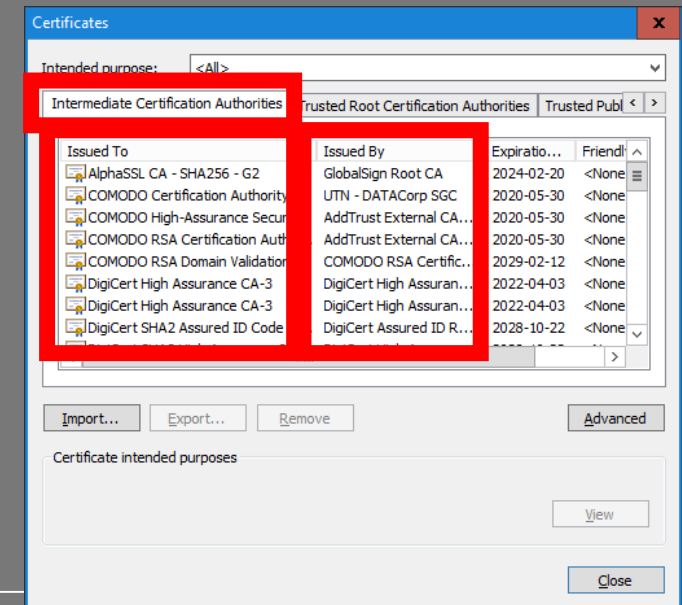 Certificates x
Intended purpose: <All>
Intermediate Certification Authorities Trusted Root Certification Authorities Trusted Publ < >
Issued To Issued By Expiratio... Friendl
AlphaSSL CA - SHA256 - G2 GlobalSign Root CA 2024-02-20 <None
COMODO Certification Authority UTN - DATACorp SGC 2020-05-30 <None
COMODO High-Assurance Secur AddTrust External CA... 2020-05-30 <None
COMODO RSA Certification Auth AddTrust External CA... 2020-05-30 <None
COMODO RSA Domain Validation COMODO RSA Certific... 2029-02-12 <None
DigiCert High Assurance CA-3 DigiCert High Assuran... 2022-04-03 <None
DigiCert High Assurance CA-3 DigiCert High Assuran... 2022-04-03 <None
DigiCert SHA2 Assured ID Code DigiCert Assured ID R... 2028-10-22 <None
Import... Export... Remove Advanced
Certificate intended purposes
View
Close